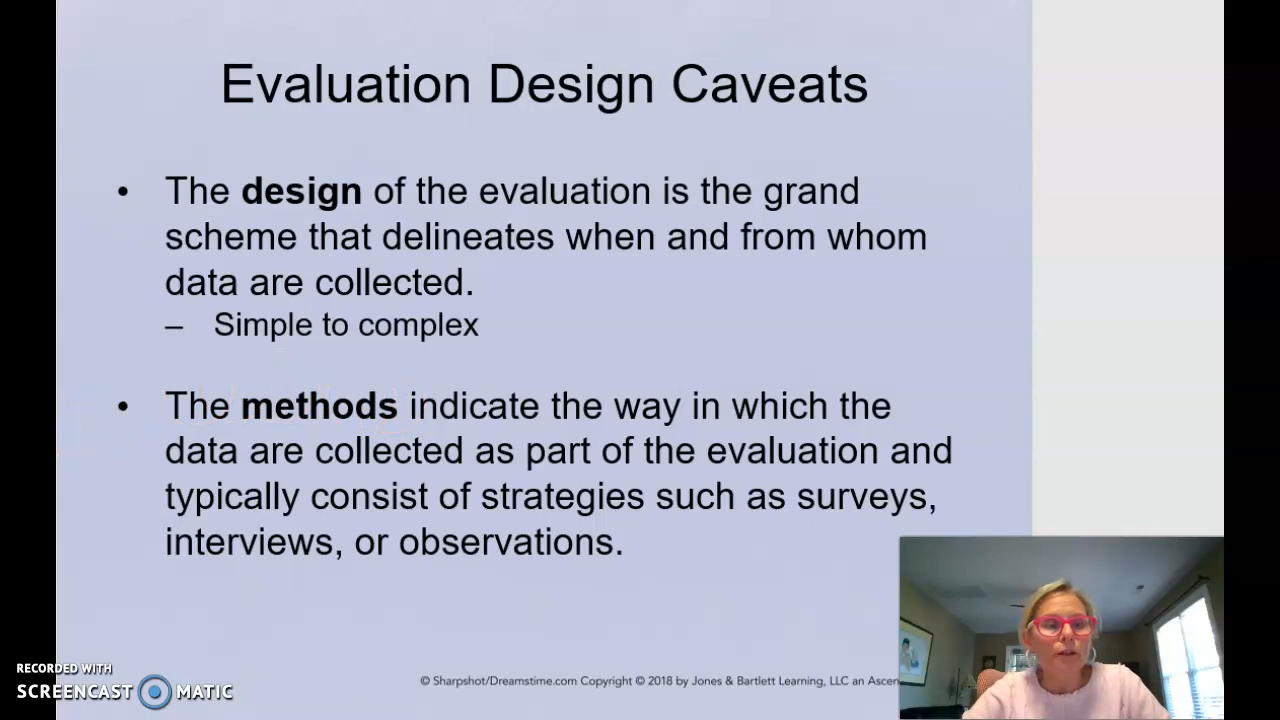 Evaluation Design Caveats
• The design of the evaluation is the grand
scheme that delineates when and from whom
data are collected.
– Simple to complex
• The methods indicate the way in which the
data are collected as part of the evaluation and
typically consist of strategies such as surveys,
interviews, or observations.
© Sharpshot/Dreamstime.com Copyright © 2018 by Jones & Bartlett Learning, LLC an Ascen
RECORDED WITH
SCREENCAST MATIC